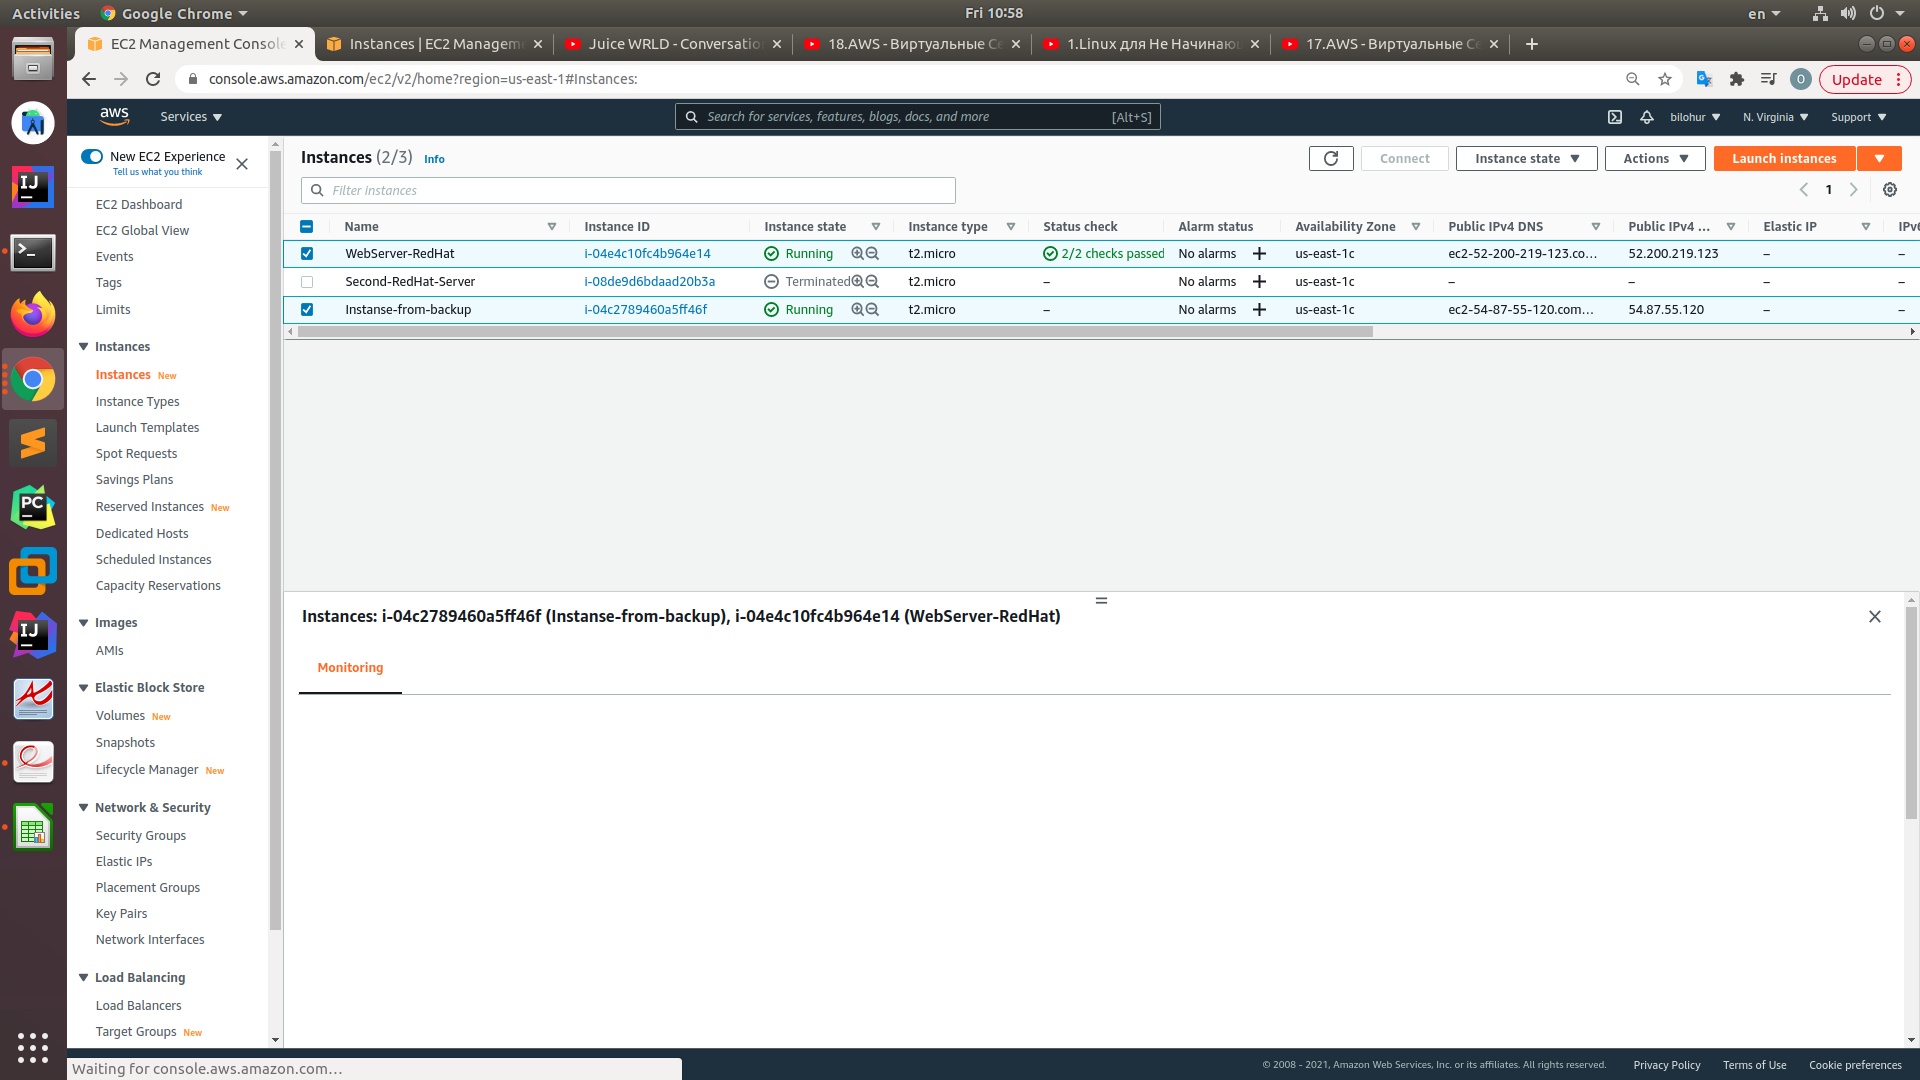 Activities Google Chrome Fri 10:58 en
EC2 Management Console Instances | EC2 Managem Juice WRLD - Conversatio 18.AWS - Виртуальные Се 1.Linux для Не Начинаю 17.AWS - Виртуальные Се
console.aws.amazon.com/ec2/v2/home?region=us-east-1#Instances: O Update
aws Services Search for services, features, blogs, docs, and more [Alt+S] bilohur N. Virginia Support
New EC2 Experience
Tell us what you think
EC2 Dashboard
EC2 Global View
Events
Tags
Limits
Instances
Instances New
Instance Types
Launch Templates
Spot Requests
Savings Plans
Reserved Instances New
Dedicated Hosts
Scheduled Instances
Capacity Reservations
Images
AMIs
Elastic Block Store
Volumes New
Snapshots
Lifecycle Manager New
Network & Security
Security Groups
Elastic IPs
Placement Groups
Key Pairs
Network Interfaces
Load Balancing
Load Balancers
Target Groups New
Instances (2/3) Info Connect Instance state Actions Launch instances
Filter instances 1
Name Instance ID Instance state Instance type Status check Alarm status Availability Zone Public IPv4 DNS Public IPv4 ... Elastic IP IPv6
WebServer-RedHat i-04e4c10fc4b964e14 Running t2.micro 2/2 checks passed No alarms + us-east-1c ec2-52-200-219-123.co... 52.200.219.123 – –
Second-RedHat-Server i-08de9d6bdaad20b3a Terminated t2.micro – No alarms + us-east-1c – – – –
Instanse-from-backup i-04c2789460a5ff46f Running t2.micro – No alarms + us-east-1c ec2-54-87-55-120.com... 54.87.55.120 – –
Instances: i-04c2789460a5ff46f (Instanse-from-backup), i-04e4c10fc4b964e14 (WebServer-RedHat)
Monitoring
Waiting for console.aws.amazon.com...
© 2008 - 2021, Amazon Web Services, Inc. or its affiliates. All rights reserved. Privacy Policy Terms of Use Cookie preferences